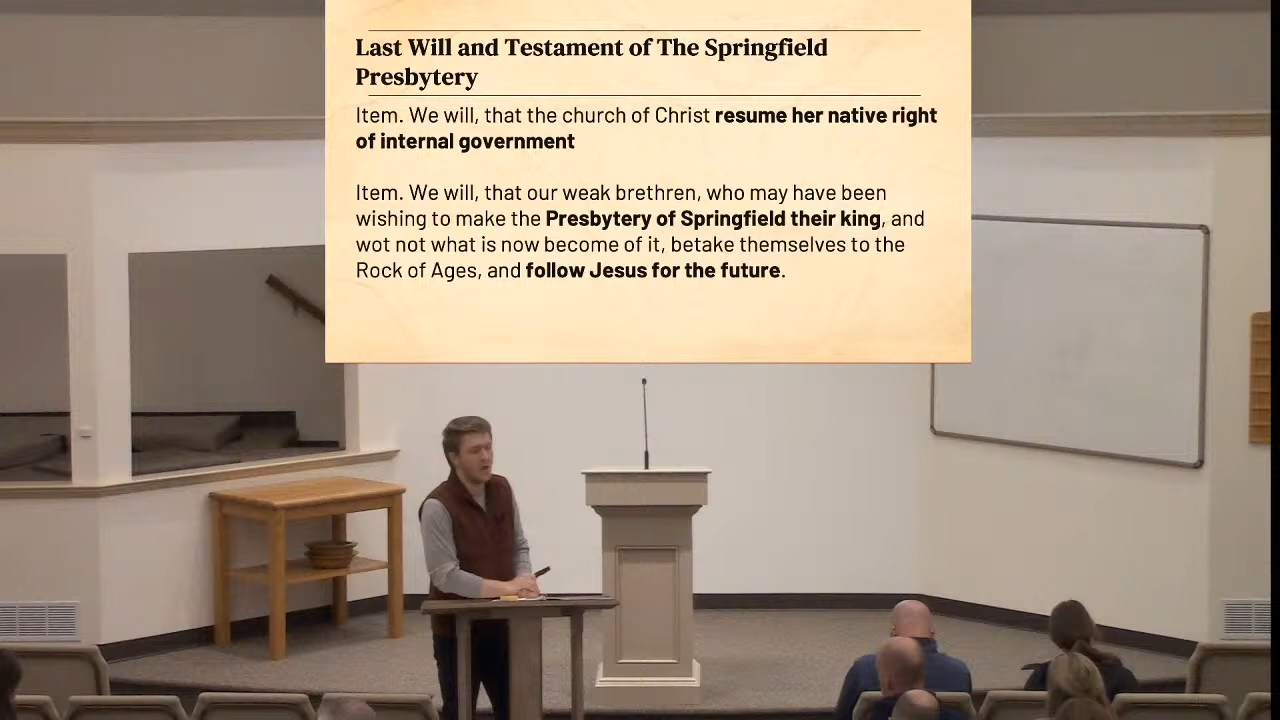 Last Will and Testament of The Springfield
Presbytery
Item. We will, that the church of Christ resume her native right
of internal government
Item. We will, that our weak brethren, who may have been
wishing to make the Presbytery of Springfield their king, and
wot not what is now become of it, betake themselves to the
Rock of Ages, and follow Jesus for the future.